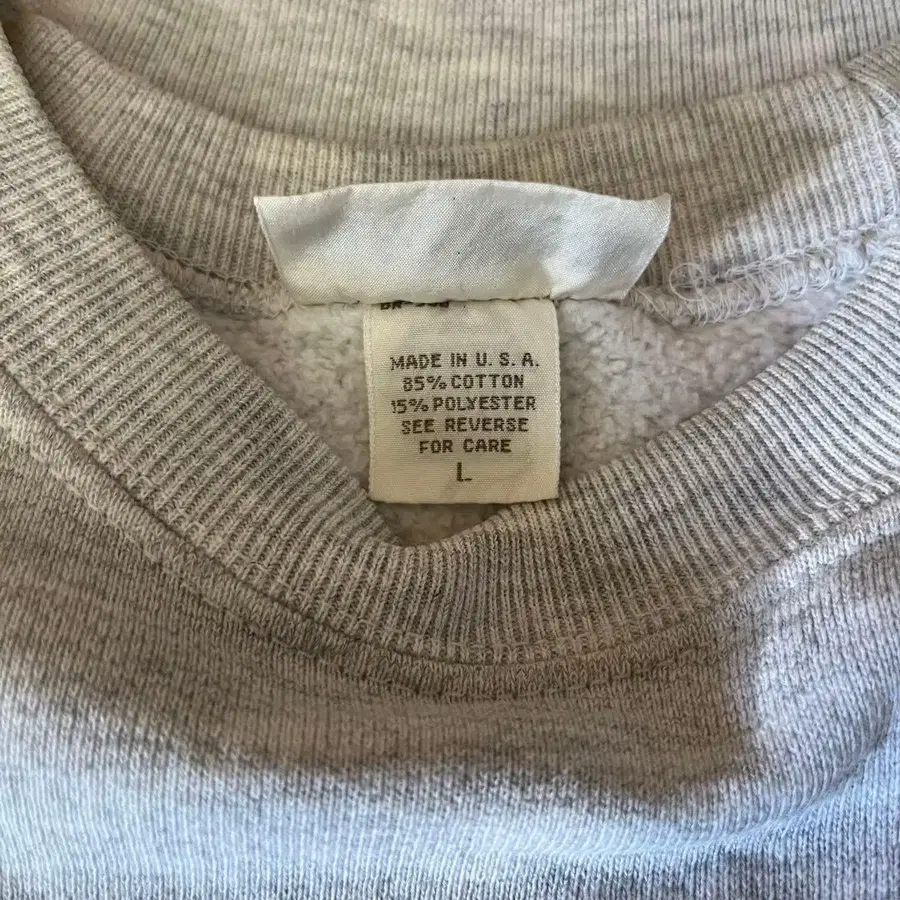 MADE IN U. S. A.
85% COTTON
15% POLYESTER
SEE REVERSE
FOR CARE
L